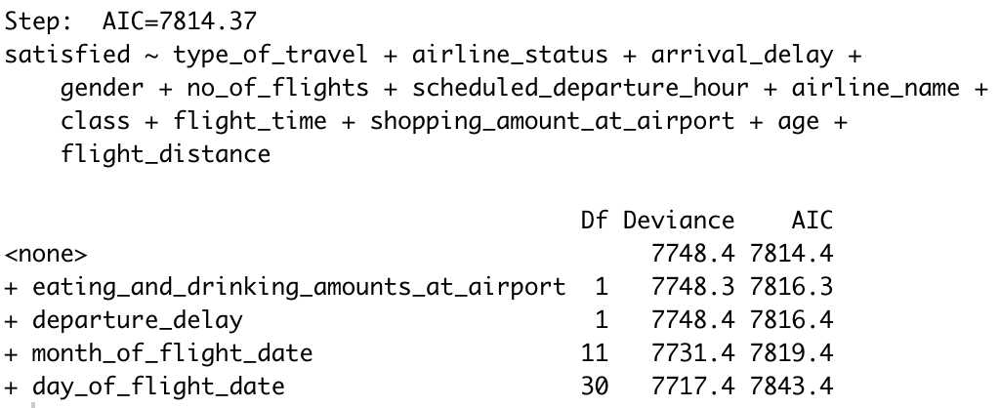 Step:  AIC=7814.37
satisfied ~ type_of_travel + airline_status + arrival_delay +
    gender + no_of_flights + scheduled_departure_hour + airline_name +
    class + flight_time + shopping_amount_at_airport + age +
    flight_distance

                                      Df Deviance    AIC
<none>                                     7748.4 7814.4
+ eating_and_drinking_amounts_at_airport  1   7748.3 7816.3
+ departure_delay                         1   7748.4 7816.4
+ month_of_flight_date                   11   7731.4 7819.4
+ day_of_flight_date                     30   7717.4 7843.4